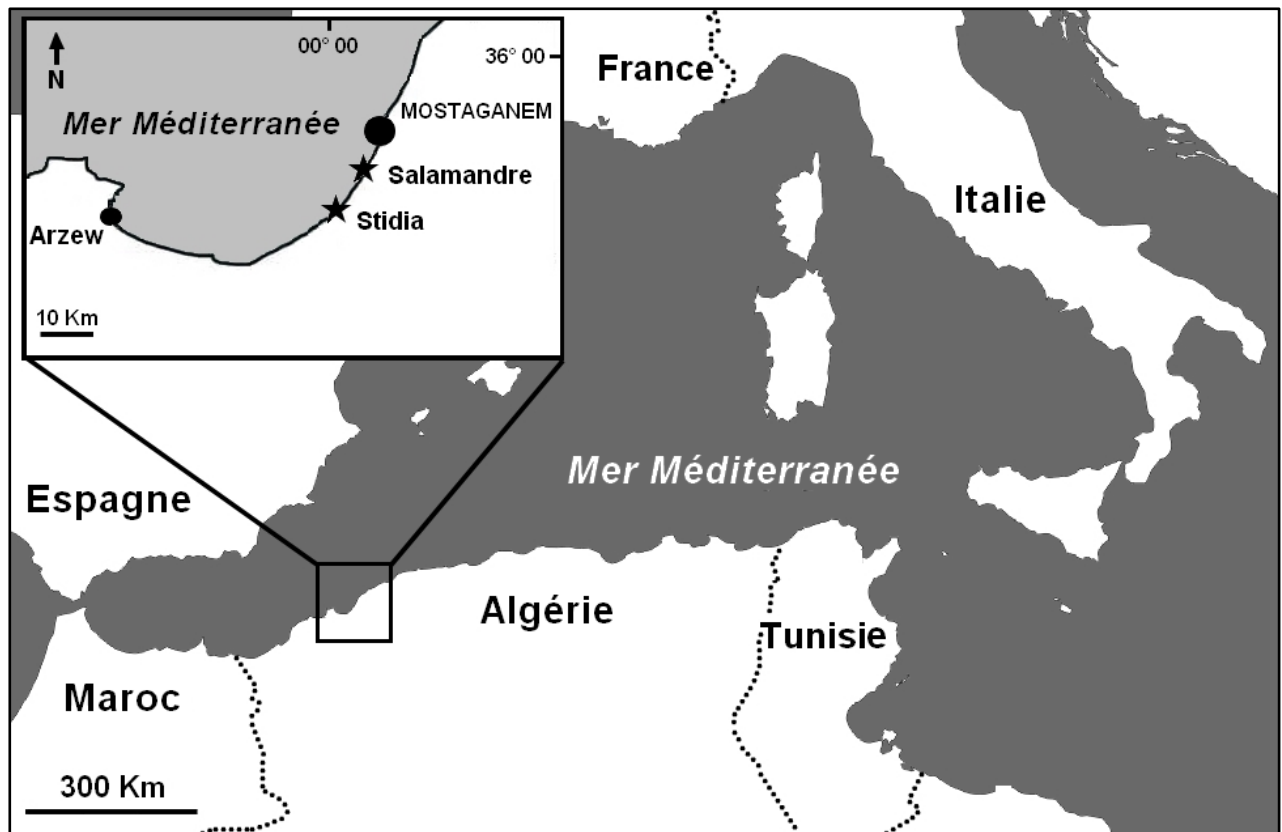 00° 00
36° 00
N
Mer Méditerranée
MOSTAGANEM
Salamandre
Stidia
Arzew
10 Km
France
Italie
Mer Méditerranée
Espagne
Algérie
Tunisie
Maroc
300 Km